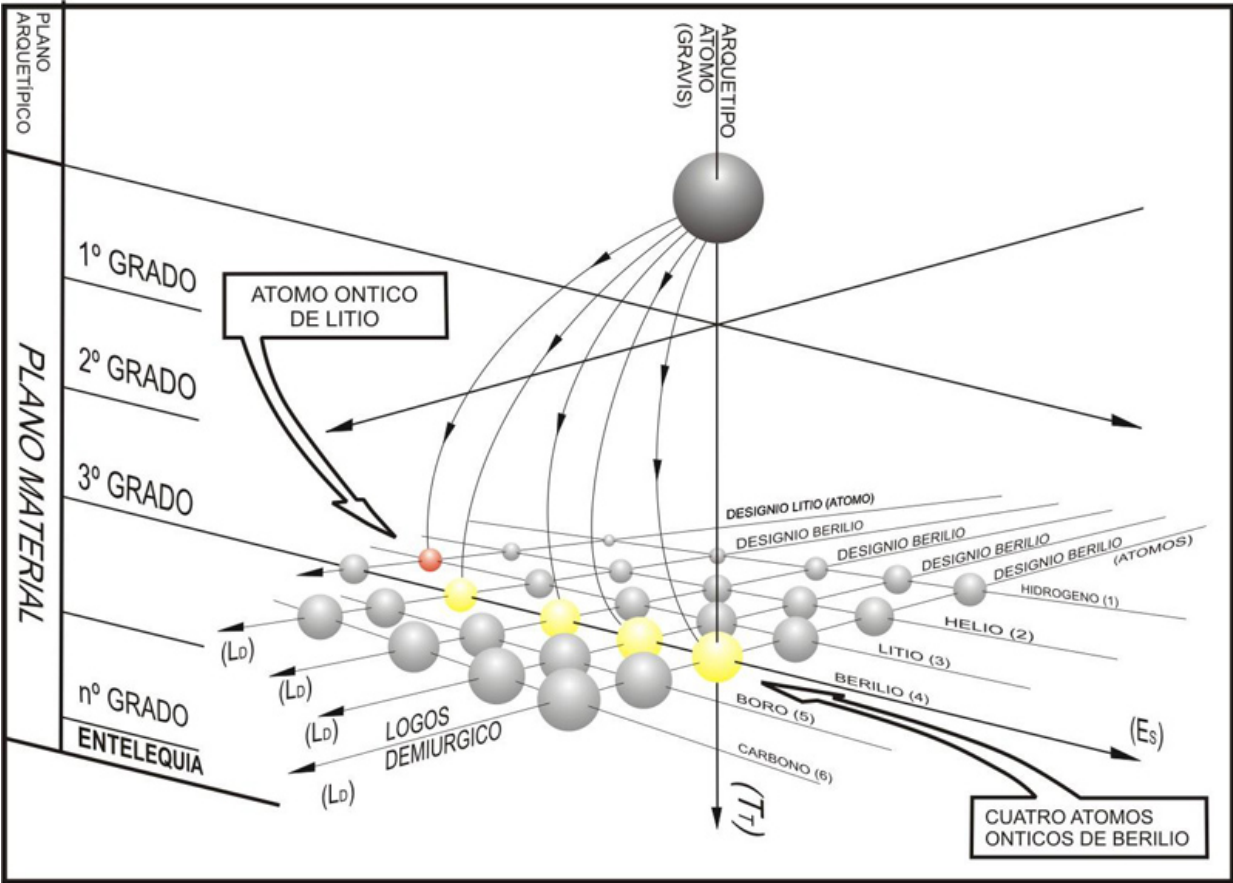 PLANO
ARQUETÍPICO
ARQUETIPO
ATOMO
(GRAVIS)
1º GRADO
ATOMO ONTICO
DE LITIO
2º GRADO
PLANO MATERIAL
3º GRADO
DESIGNIO LITIO (ATOMO)
DESIGNIO BERILIO
DESIGNIO BERILIO
DESIGNIO BERILIO
DESIGNIO BERILIO
(ATOMOS)
HIDROGENO (1)
HELIO (2)
LITIO (3)
BERILIO (4)
BORO (5)
CARBONO (6)
(LD)
(LD)
(LD)
(LD)
LOGOS
DEMIURGICO
nº GRADO
ENTELEQUIA
(ES)
(TT)
CUATRO ATOMOS
ONTICOS DE BERILIO